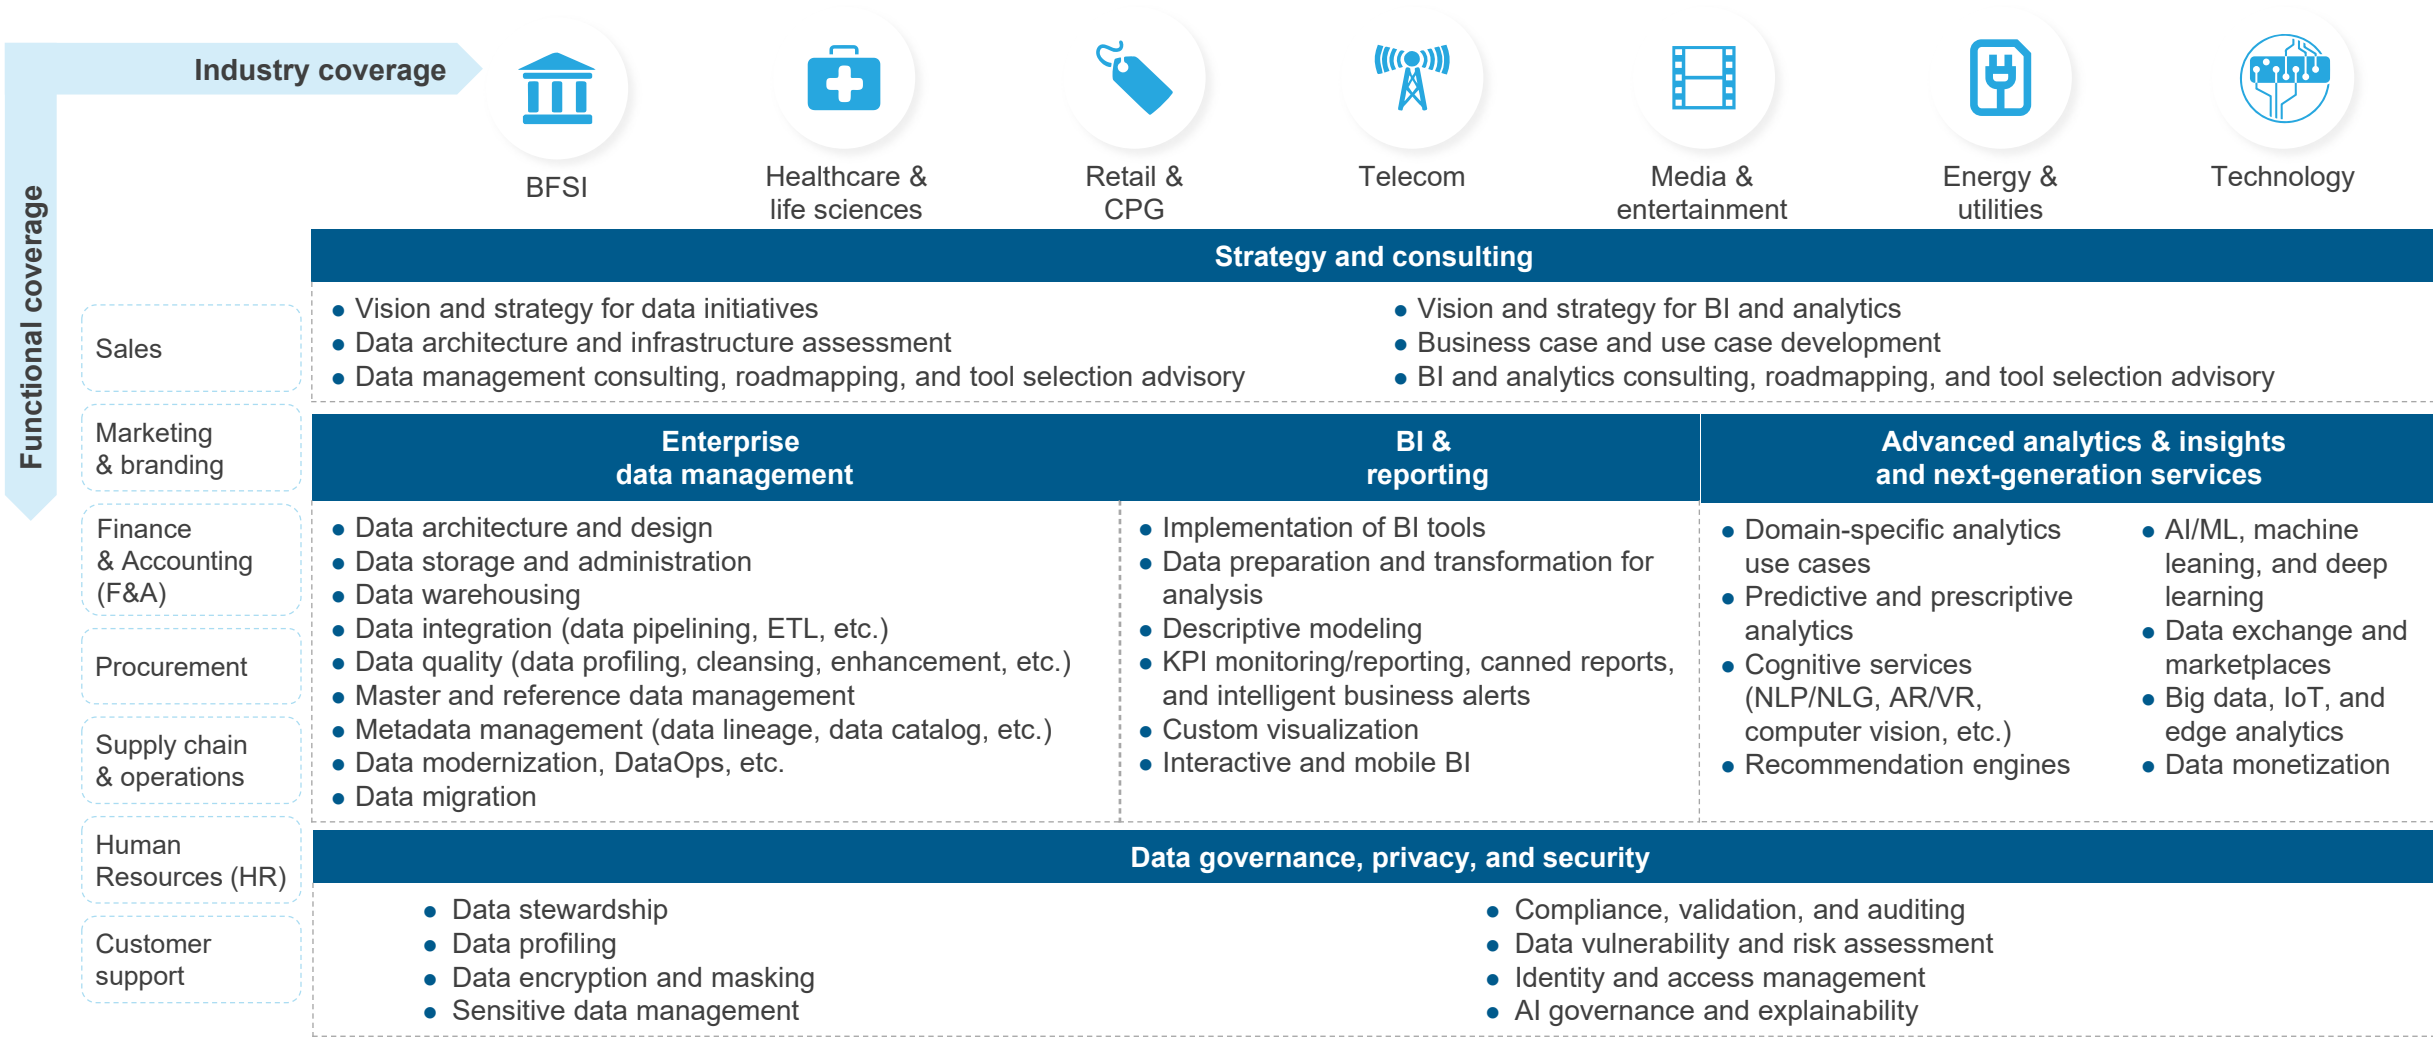 Industry coverage
BFSI
Healthcare &
life sciences
Retail &
CPG
Telecom
Media &
entertainment
Energy &
utilities
Technology
Functional coverage
Sales
Marketing
& branding
Finance
& Accounting
(F&A)
Procurement
Supply chain
& operations
Human
Resources (HR)
Customer
support
Strategy and consulting
● Vision and strategy for data initiatives
● Data architecture and infrastructure assessment
● Data management consulting, roadmapping, and tool selection advisory
● Vision and strategy for BI and analytics
● Business case and use case development
● BI and analytics consulting, roadmapping, and tool selection advisory
Enterprise
data management
● Data architecture and design
● Data storage and administration
● Data warehousing
● Data integration (data pipelining, ETL, etc.)
● Data quality (data profiling, cleansing, enhancement, etc.)
● Master and reference data management
● Metadata management (data lineage, data catalog, etc.)
● Data modernization, DataOps, etc.
● Data migration
BI &
reporting
● Implementation of BI tools
● Data preparation and transformation for
analysis
● Descriptive modeling
● KPI monitoring/reporting, canned reports,
and intelligent business alerts
● Custom visualization
● Interactive and mobile BI
Advanced analytics & insights
and next-generation services
● Domain-specific analytics
use cases
● Predictive and prescriptive
analytics
● Cognitive services
(NLP/NLG, AR/VR,
computer vision, etc.)
● Recommendation engines
● AI/ML, machine
leaning, and deep
learning
● Data exchange and
marketplaces
● Big data, IoT, and
edge analytics
● Data monetization
Data governance, privacy, and security
● Data stewardship
● Data profiling
● Data encryption and masking
● Sensitive data management
● Compliance, validation, and auditing
● Data vulnerability and risk assessment
● Identity and access management
● AI governance and explainability